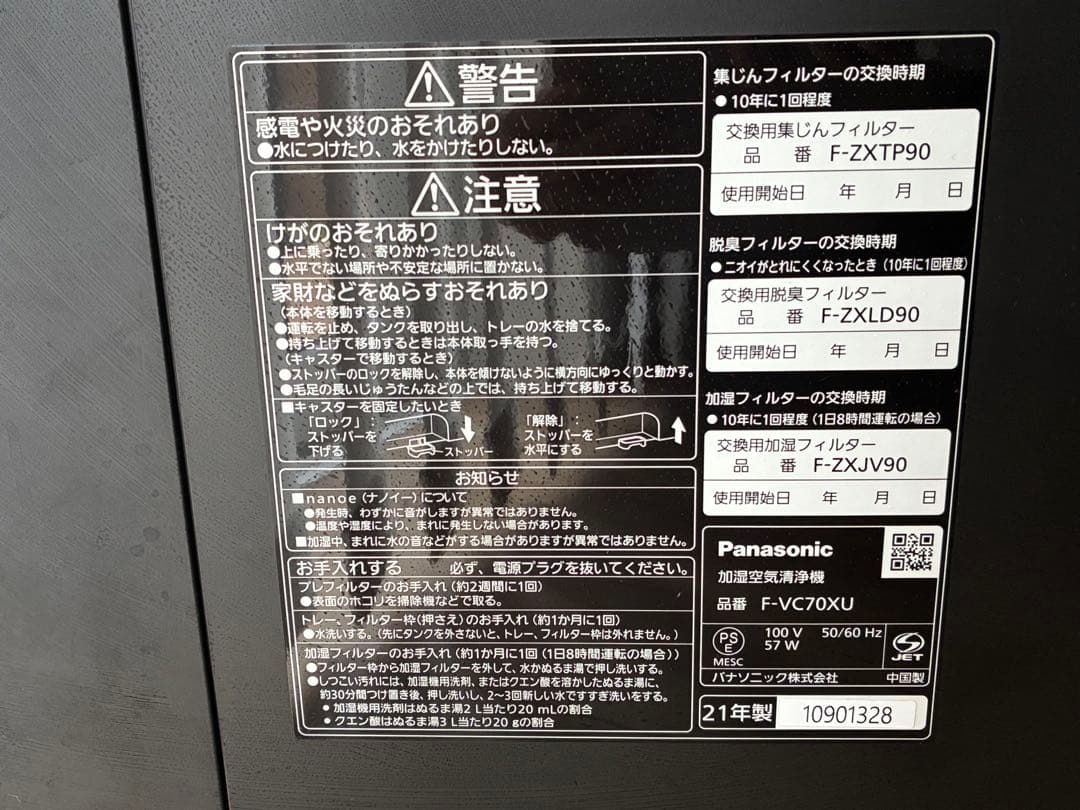 ⚠警告
感電や火災のおそれあり
●水につけたり、水をかけたりしない。
⚠注意
けがのおそれあり
●上に乗ったり、寄りかかったりしない。
●水平でない場所や不安定な場所に置かない。
家財などをぬらすおそれあり
(本体を移動するとき)
●運転を止め、タンクを取り出し、トレーの水を捨てる。
●持ち上げて移動するときは本体取っ手を持つ。
(キャスターで移動するとき)
●ストッパーのロックを解除し、本体を傾けないように横方向にゆっくりと動かす。
●毛足の長いじゅうたんなどの上では、持ち上げて移動する。
■キャスターを固定したいとき
「ロック」:
ストッパーを
下げる
ストッパー
「解除」:
ストッパーを
水平にする
お知らせ
■nanoe(ナノイー)について
●発生時、わずかに音がしますが異常ではありません。
●温度や湿度により、まれに発生しない場合があります。
■加湿中、まれに水の音などがする場合がありますが異常ではありません。
お手入れする 必ず、電源プラグを抜いてください。
プレフィルターのお手入れ(約2週間に1回)
●表面のホコリを掃除機などで取る。
トレー、フィルター枠(押さえ)のお手入れ(約1か月に1回)
●水洗いする。(先にタンクを外さないと、トレー、フィルター枠は外れません。)
加湿フィルターのお手入れ(約1か月に1回(1日8時間運転の場合))
●フィルター枠から加湿フィルターを外して、水かぬるま湯で押し洗いする。
●しつこい汚れには、加湿機用洗剤、またはクエン酸を溶かしたぬるま湯に、
約30分間つけ置き後、押し洗いし、2~3回新しい水ですすぎ洗いをする。
• 加湿機用洗剤はぬるま湯2 L当たり20 mLの割合
• クエン酸はぬるま湯3 L当たり20 gの割合
集じんフィルターの交換時期
●10年に1回程度
交換用集じんフィルター
品 番 F-ZXTP90
使用開始日 年 月 日
脱臭フィルターの交換時期
●ニオイがとれにくくなったとき(10年に1回程度)
交換用脱臭フィルター
品 番 F-ZXLD90
使用開始日 年 月 日
加湿フィルターの交換時期
●10年に1回程度(1日8時間運転の場合)
交換用加湿フィルター
品 番 F-ZXJV90
使用開始日 年 月 日
Panasonic
加湿空気清浄機
品番 F-VC70XU
PS
E
MESC
100 V 50/60 Hz
57 W
JET
パナソニック株式会社 中国製
21年製 10901328